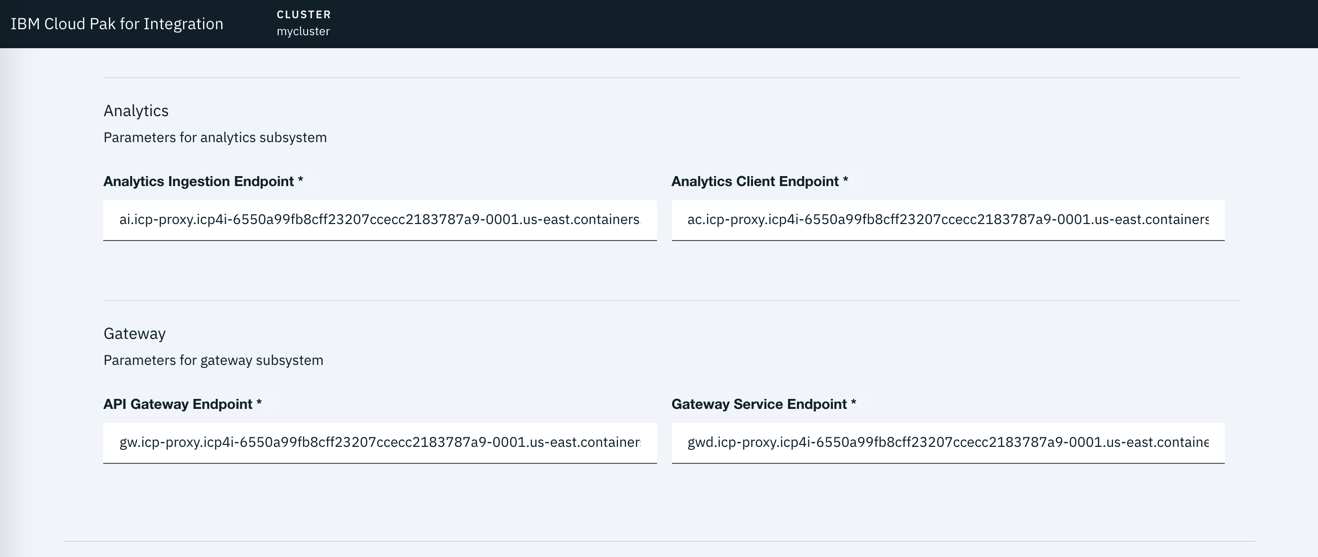 IBM Cloud Pak for Integration
CLUSTER
mycluster
Analytics
Parameters for analytics subsystem
Analytics Ingestion Endpoint *
ai.icp-proxy.icp4i-6550a99fb8cff23207ccecc2183787a9-0001.us-east.containers
Analytics Client Endpoint *
ac.icp-proxy.icp4i-6550a99fb8cff23207ccecc2183787a9-0001.us-east.containers
Gateway
Parameters for gateway subsystem
API Gateway Endpoint *
gw.icp-proxy.icp4i-6550a99fb8cff23207ccecc2183787a9-0001.us-east.container
Gateway Service Endpoint *
gwd.icp-proxy.icp4i-6550a99fb8cff23207ccecc2183787a9-0001.us-east.containe